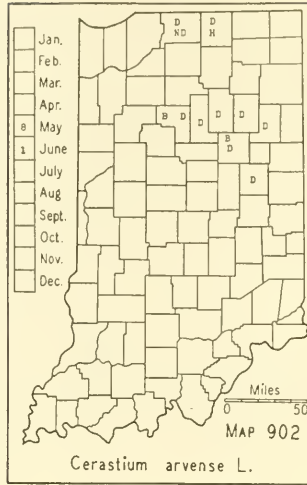 Jan.
Feb.
Mar.
Apr.
8 May
1 June
July
Aug
Sept.
Oct.
Nov.
Dec.
D D
ND H
D D D
B D D D
B
D
D
Miles
0 50
MAP 902
Cerastium arvense L.